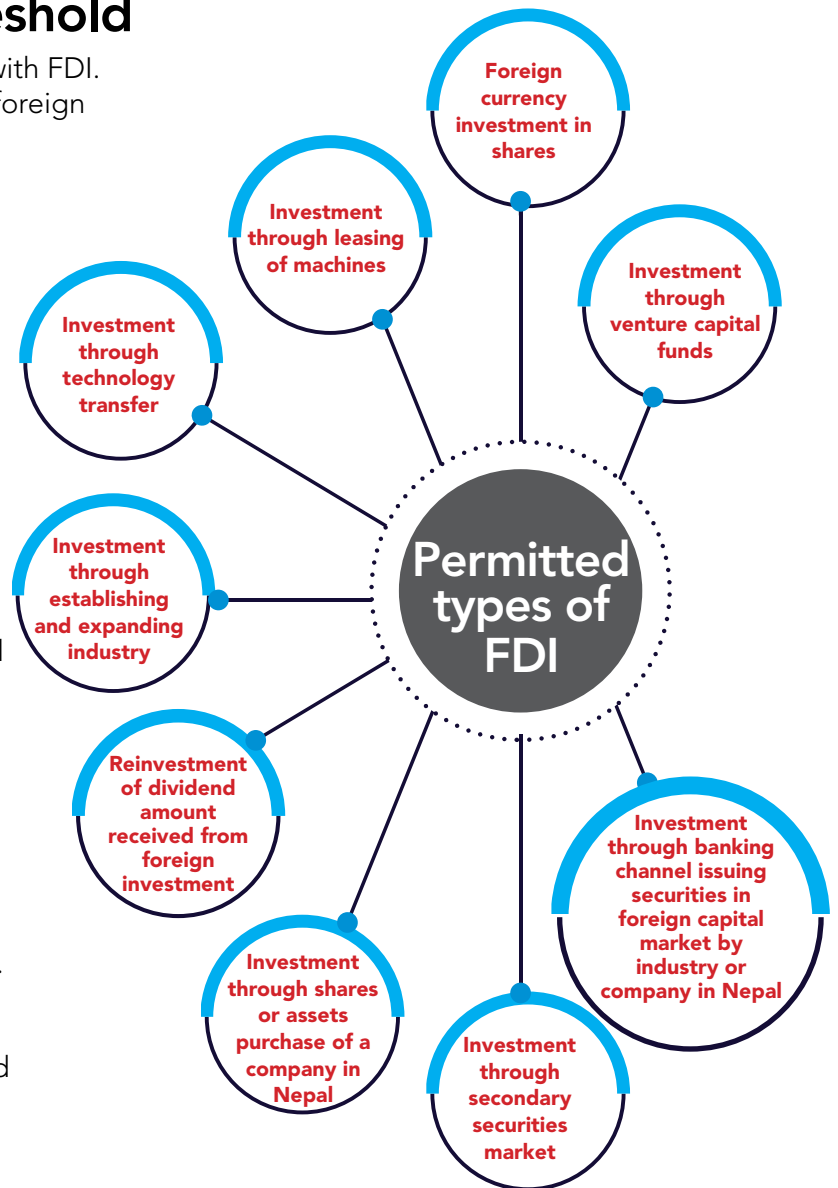 eshold
with FDI.
foreign
Foreign
currency
investment in
shares
Investment
through leasing
of machines
Investment
through
venture capital
funds
Investment
through
technology
transfer
Permitted
types of
FDI
Investment
through
establishing
and expanding
industry
Reinvestment
of dividend
amount
received from
foreign
investment
Investment
through banking
channel issuing
securities in
foreign capital
market by
industry or
company in Nepal
Investment
through shares
or assets
purchase of a
company in
Nepal
Investment
through
secondary
securities
market